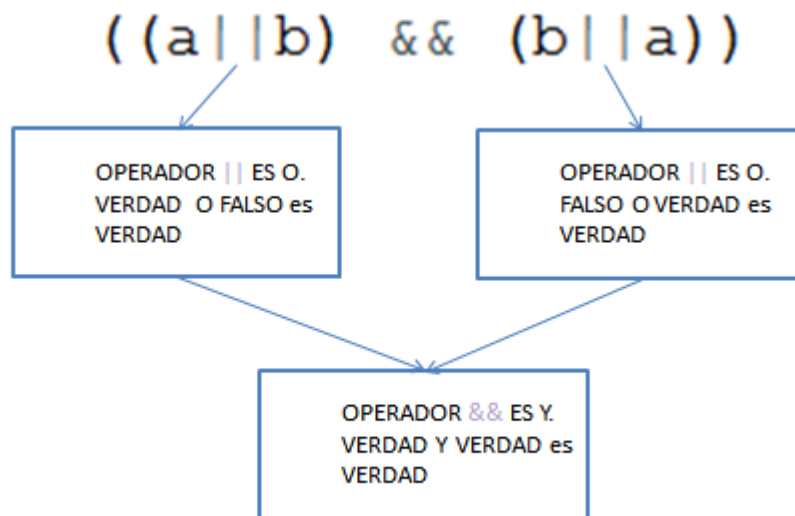 ((a||b) && (b||a))
OPERADOR || ES O.
VERDAD O FALSO es
VERDAD
OPERADOR || ES O.
FALSO O VERDAD es
VERDAD
OPERADOR && ES Y.
VERDAD Y VERDAD es
VERDAD